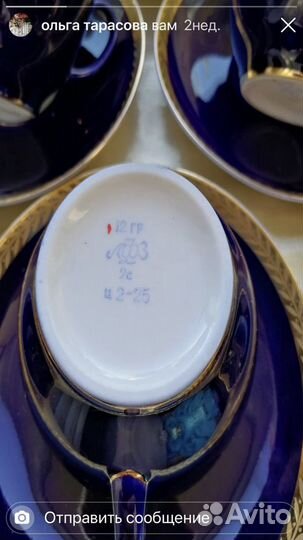 ольга тарасова вам 2нед.
12 ГР
ЛФЗ
2с
Ц 2-25
Отправить сообщение
Avito